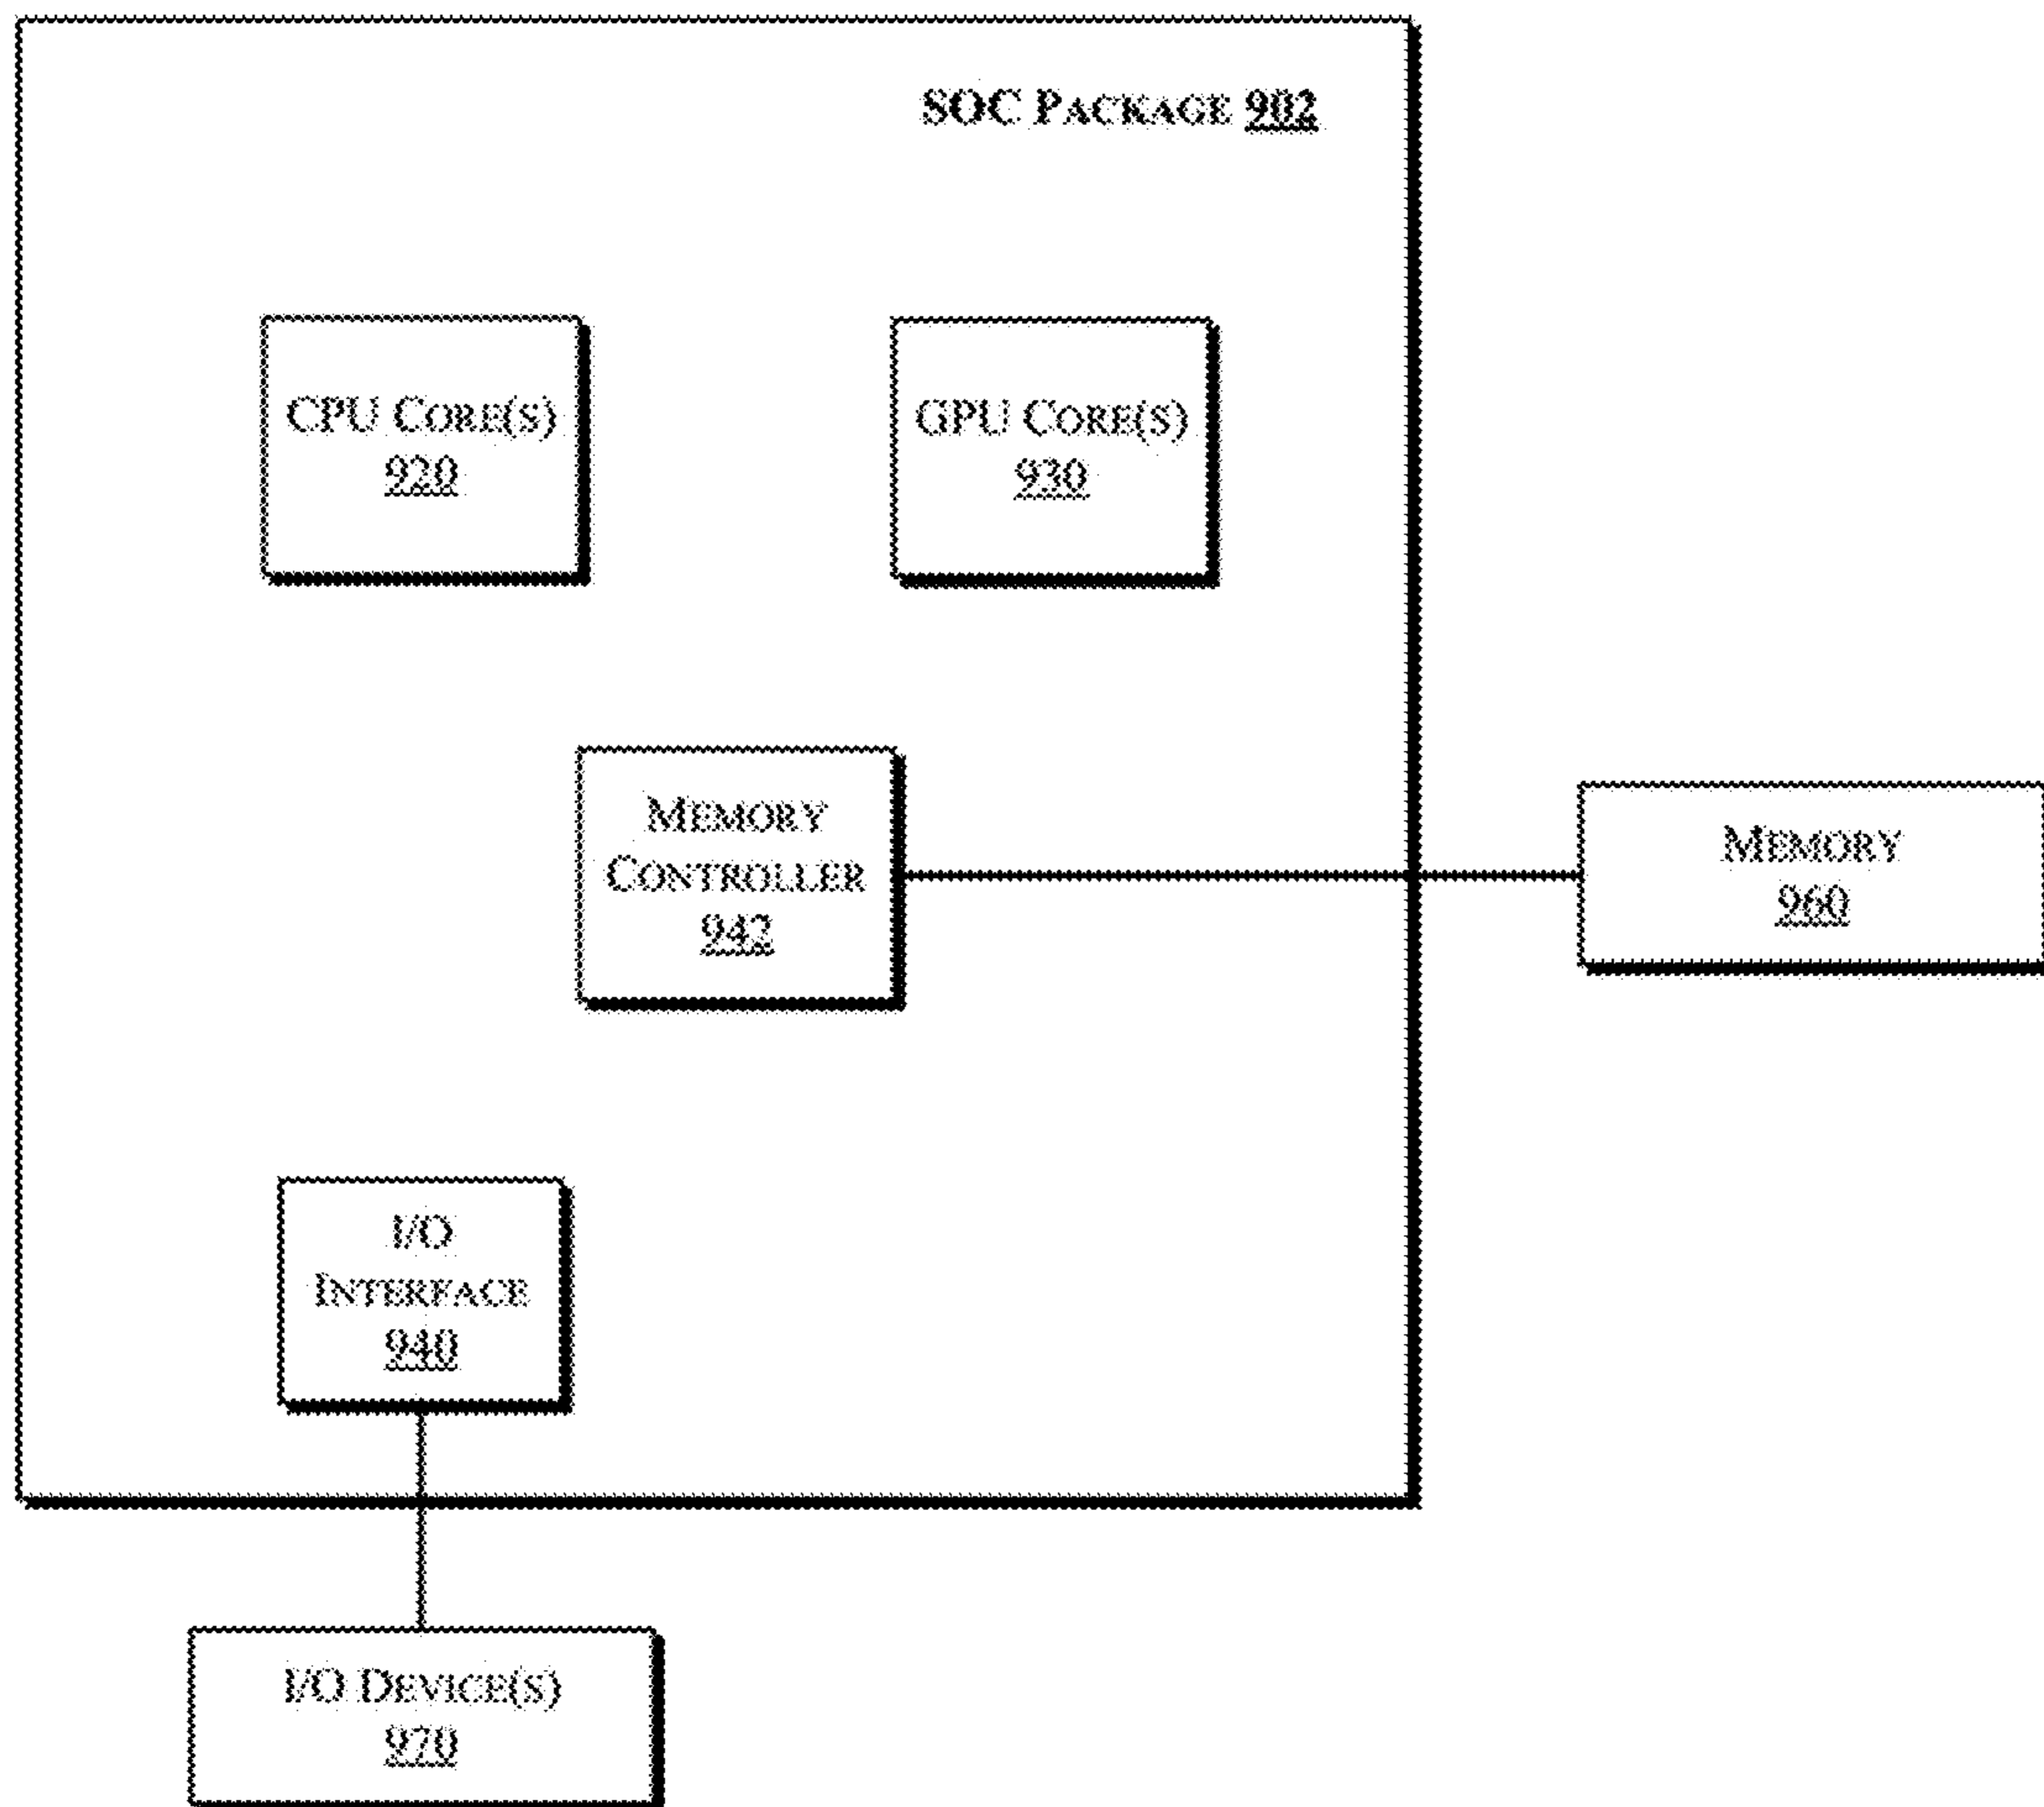 SOC PACKAGE 902
CPU CORE(S)
920
GPU CORE(S)
930
MEMORY
CONTROLLER
942
MEMORY
960
I/O
INTERFACE
940
I/O DEVICE(S)
970